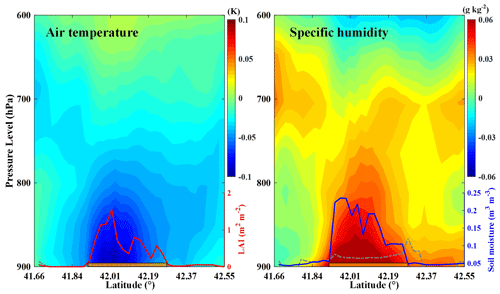 (K)
(g kg-1)
600
700
800
900
Pressure Level (hPa)
Air temperature
0.1
0.05
0
-0.05
-0.1
2
1
0
LAI (m2 m-2)
41.66 41.84 42.01 42.19 42.37 42.55
Latitude (°)
600
700
800
900
Specific humidity
0.06
0.03
0
-0.03
-0.06
0.25
0.2
0.15
0.1
0.05
Soil moisture (m3 m-3)
41.66 41.84 42.01 42.19 42.37 42.55
Latitude (°)